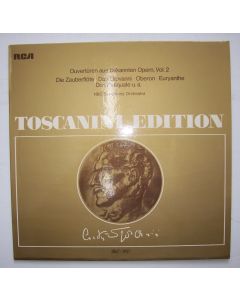 RCA
Ouvertüren aus bekannten Opern, Vol. 2
Die Zauberflöte · Don Giovanni · Oberon · Euryanthe
Don Pasquale u. a.
NBC Symphony Orchestra
TOSCANINI EDITION